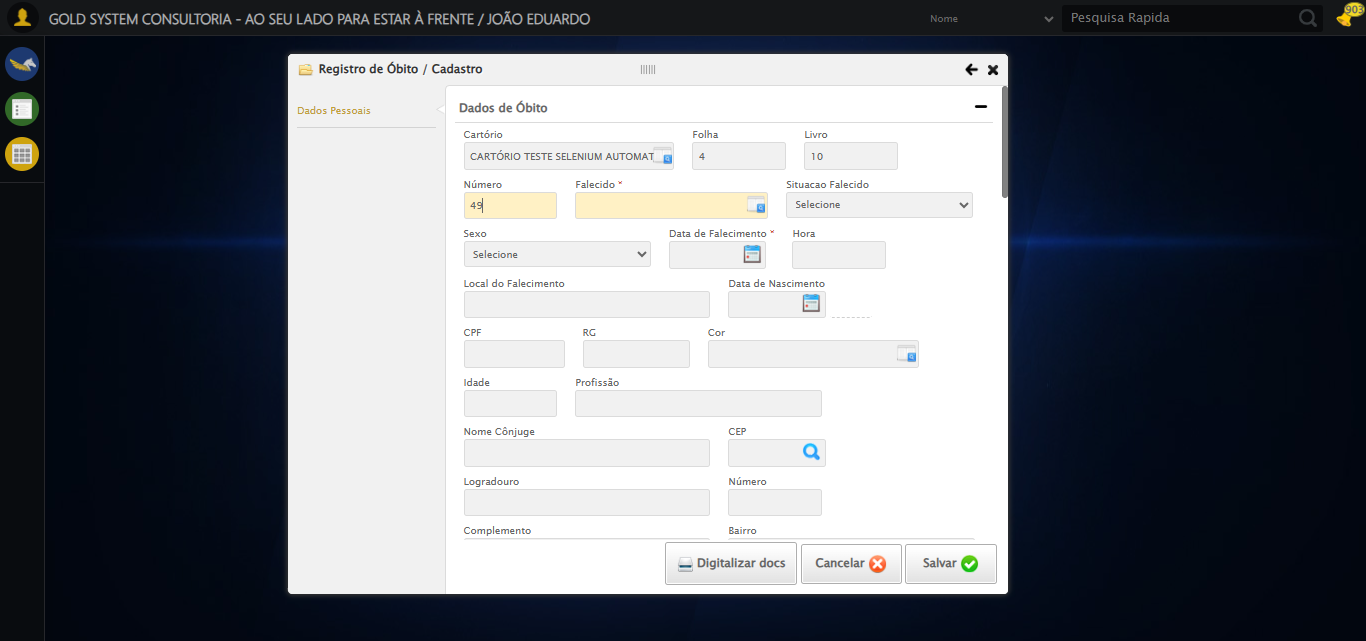 GOLD SYSTEM CONSULTORIA - AO SEU LADO PARA ESTAR À FRENTE / JOÃO EDUARDO
Nome
Pesquisa Rapida
903
Registro de Óbito / Cadastro
Dados Pessoais
Dados de Óbito
Cartório Folha Livro
CARTÓRIO TESTE SELENIUM AUTOMAT 4 10
Número Falecido * Situacao Falecido
49 Selecione
Sexo Data de Falecimento * Hora
Selecione
Local do Falecimento Data de Nascimento
CPF RG Cor
Idade Profissão
Nome Cônjuge CEP
Logradouro Número
Complemento Bairro
Digitalizar docs Cancelar Salvar